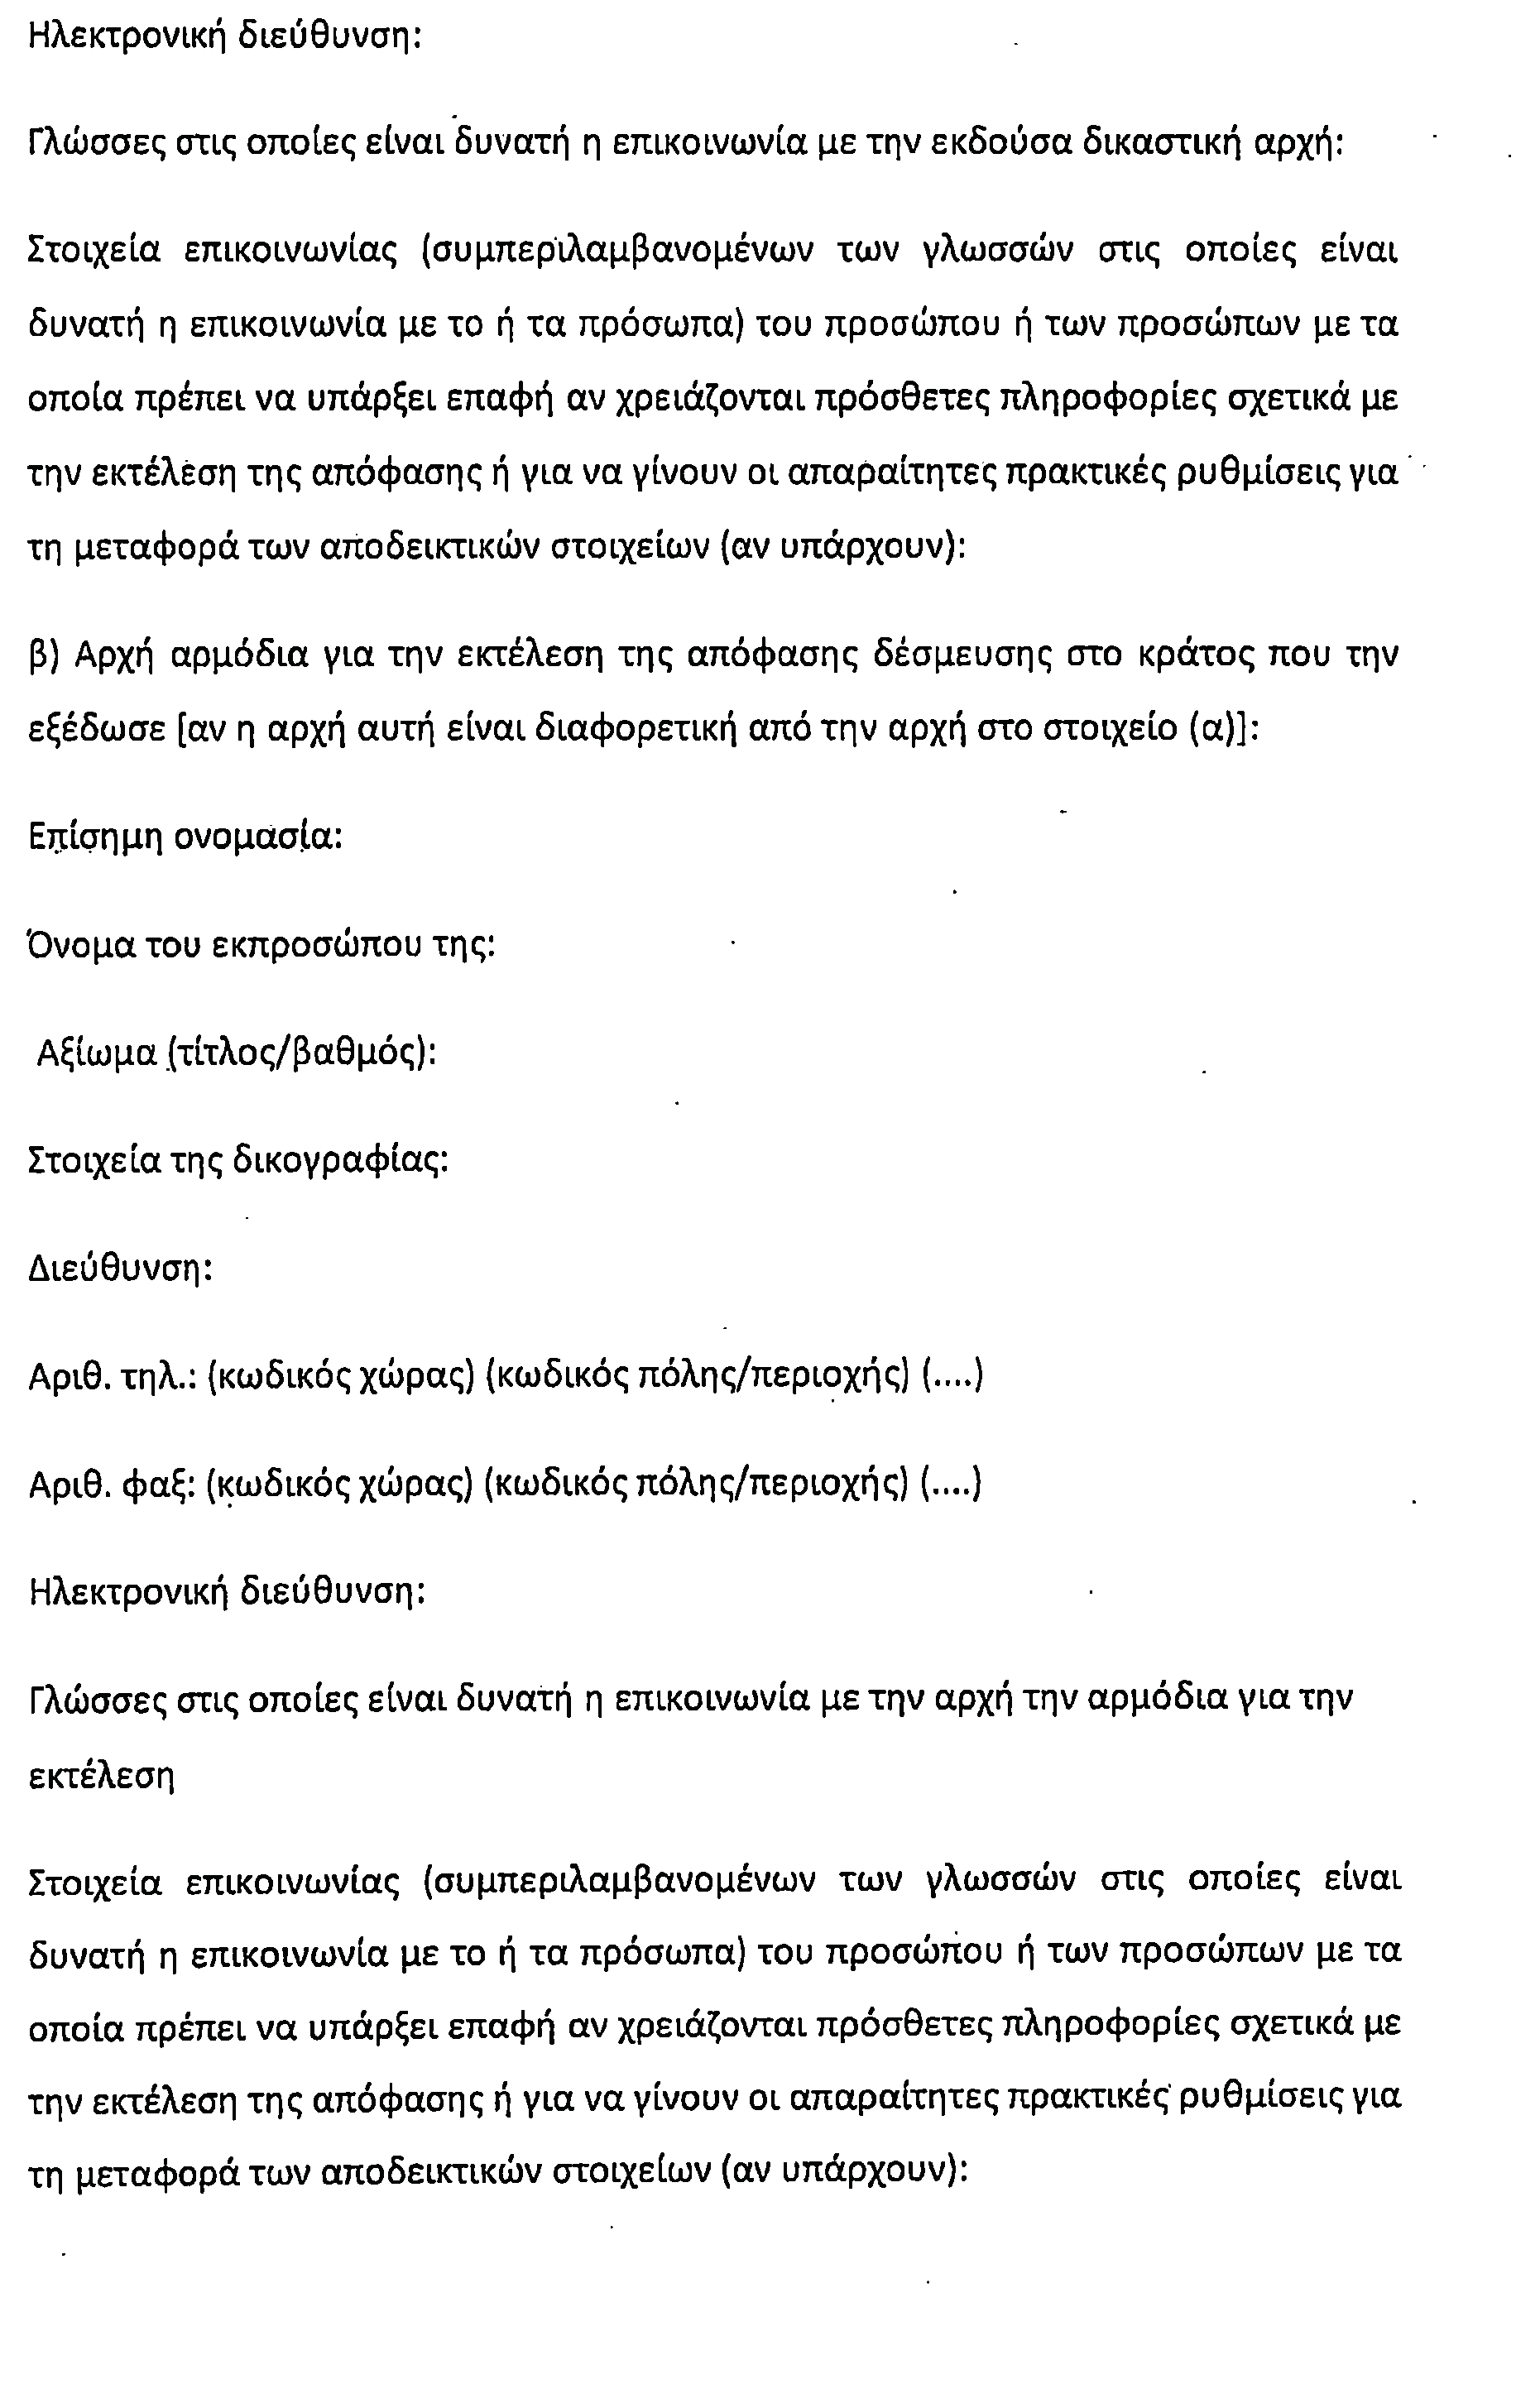 Ηλεκτρονική διεύθυνση:
Γλώσσες στις οποίες είναι δυνατή η επικοινωνία με την εκδούσα δικαστική αρχή:
Στοιχεία επικοινωνίας (συμπεριλαμβανομένων των γλωσσών στις οποίες είναι
δυνατή η επικοινωνία με το ή τα πρόσωπα) του προσώπου ή των προσώπων με τα
οποία πρέπει να υπάρξει επαφή αν χρειάζονται πρόσθετες πληροφορίες σχετικά με
την εκτέλεση της απόφασης ή για να γίνουν οι απαραίτητες πρακτικές ρυθμίσεις για
τη μεταφορά των αποδεικτικών στοιχείων (αν υπάρχουν):
β) Αρχή αρμόδια για την εκτέλεση της απόφασης δέσμευσης στο κράτος που την
εξέδωσε [αν η αρχή αυτή είναι διαφορετική από την αρχή στο στοιχείο (α)]:
Επίσημη ονομασία:
Όνομα του εκπροσώπου της:
Αξίωμα (τίτλος/βαθμός):
Στοιχεία της δικογραφίας:
Διεύθυνση:
Αριθ. τηλ.: (κωδικός χώρας) (κωδικός πόλης/περιοχής) (....)
Αριθ. φαξ: (κωδικός χώρας) (κωδικός πόλης/περιοχής) (....)
Ηλεκτρονική διεύθυνση:
Γλώσσες στις οποίες είναι δυνατή η επικοινωνία με την αρχή την αρμόδια για την
εκτέλεση
Στοιχεία επικοινωνίας (συμπεριλαμβανομένων των γλωσσών στις οποίες είναι
δυνατή η επικοινωνία με το ή τα πρόσωπα) του προσώπου ή των προσώπων με τα
οποία πρέπει να υπάρξει επαφή αν χρειάζονται πρόσθετες πληροφορίες σχετικά με
την εκτέλεση της απόφασης ή για να γίνουν οι απαραίτητες πρακτικές ρυθμίσεις για
τη μεταφορά των αποδεικτικών στοιχείων (αν υπάρχουν):